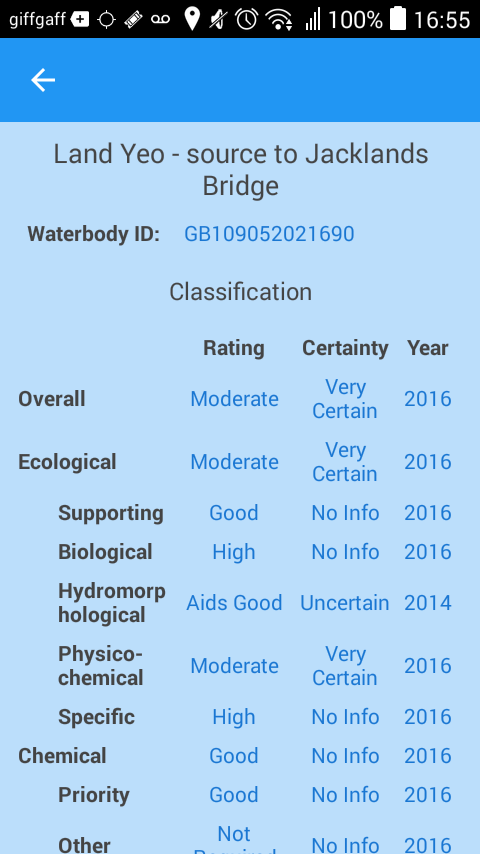 giffgaff 100% 16:55
Land Yeo - source to Jacklands
Bridge
Waterbody ID: GB109052021690
Classification
Rating Certainty Year
Overall Moderate Very Certain 2016
Ecological Moderate Very Certain 2016
Supporting Good No Info 2016
Biological High No Info 2016
Hydromorp
hological Aids Good Uncertain 2014
Physico-
chemical Moderate Very Certain 2016
Specific High No Info 2016
Chemical Good No Info 2016
Priority Good No Info 2016
Other Not No Info 2016